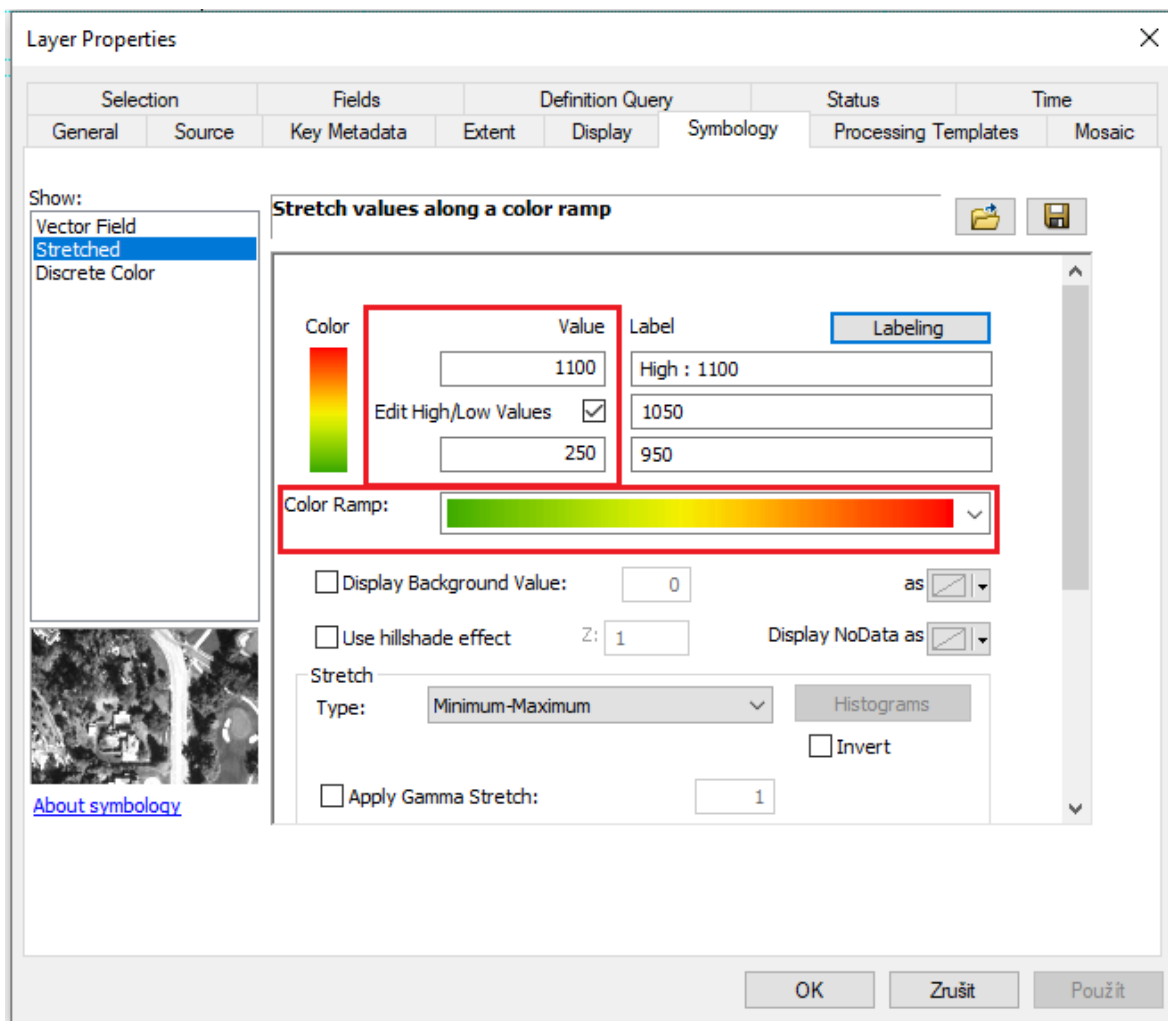 Layer Properties
Selection Fields Definition Query Status Time
General Source Key Metadata Extent Display Symbology Processing Templates Mosaic
Show:
Vector Field
Stretched
Discrete Color
About symbology
Stretch values along a color ramp
Color Value Label Labeling
1100 High : 1100
Edit High/Low Values 1050
250 950
Color Ramp:
Display Background Value: 0 as
Use hillshade effect Z: 1 Display NoData as
Stretch
Type: Minimum-Maximum Histograms
Invert
Apply Gamma Stretch: 1
OK Zrušit Použít